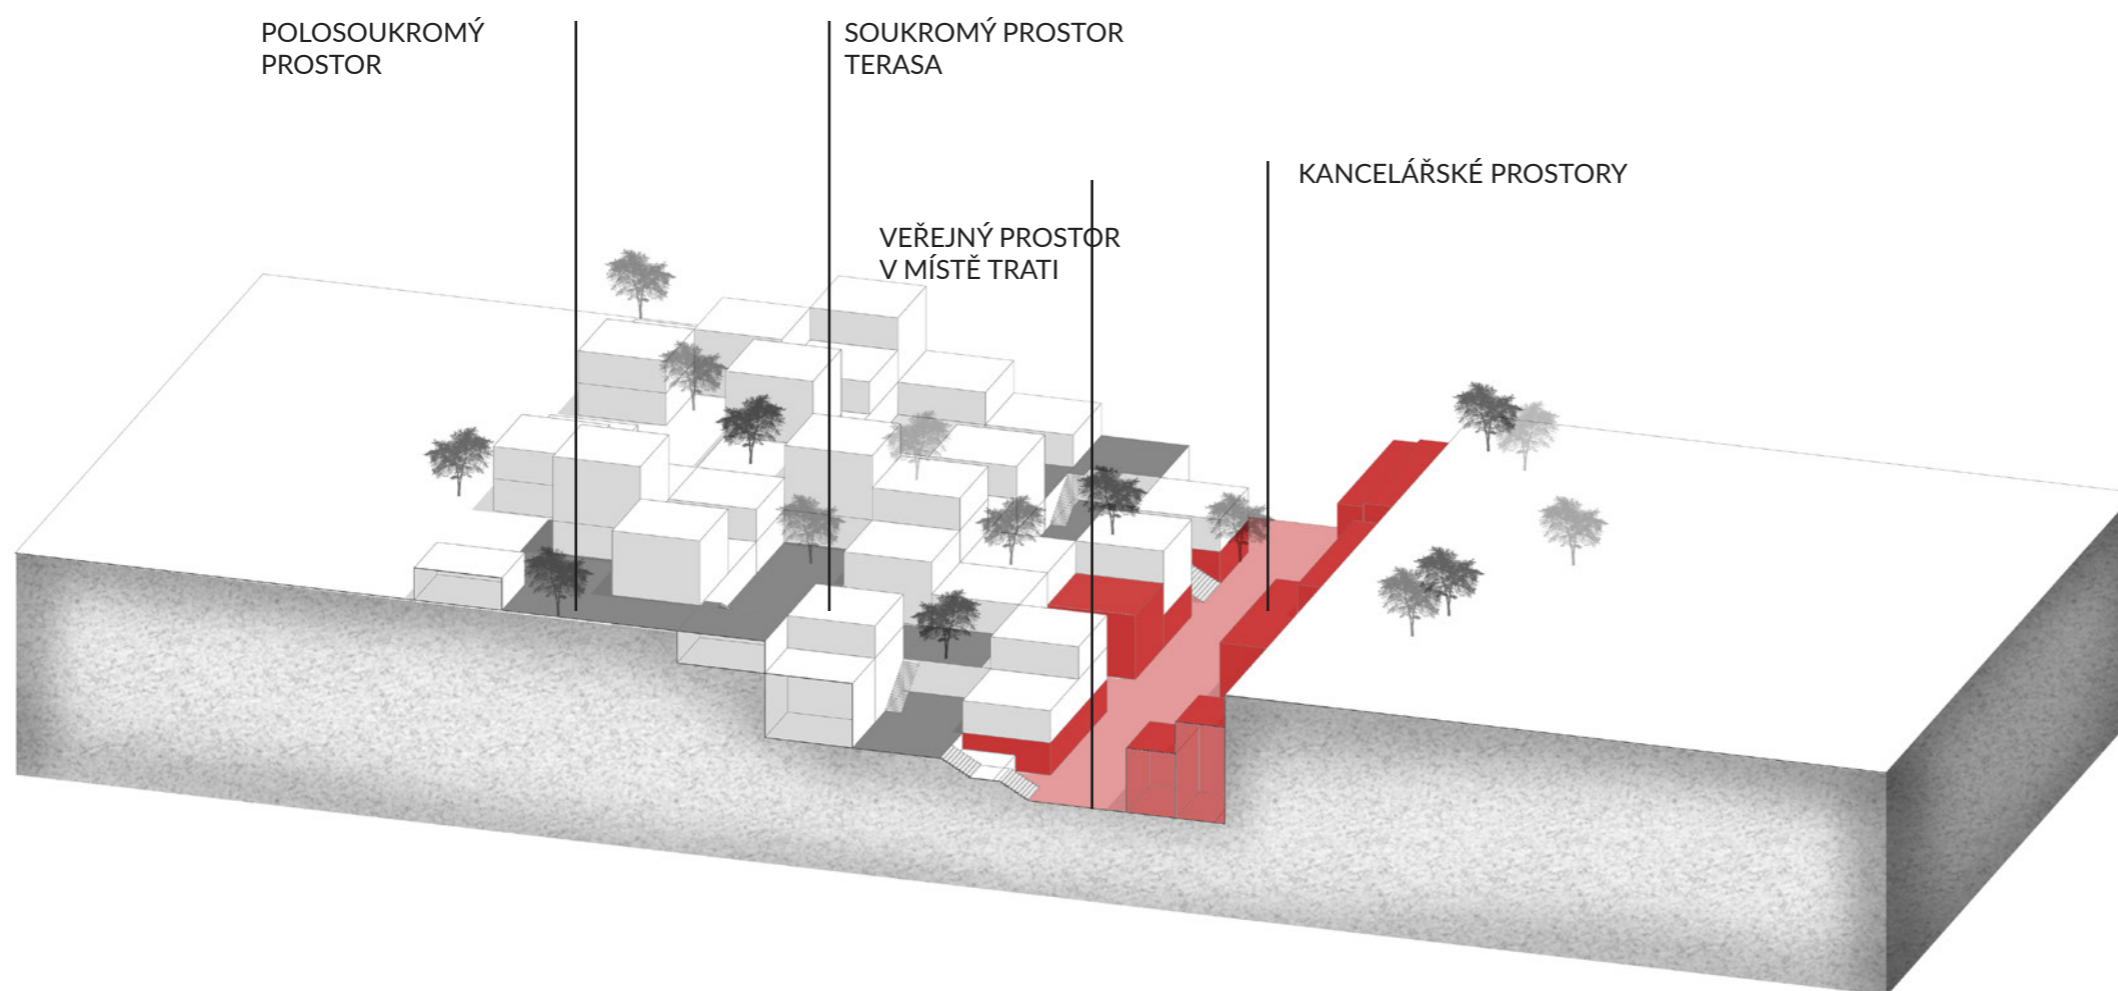 POLOSOUKROMÝ
PROSTOR
SOUKROMÝ PROSTOR
TERASA
VEŘEJNÝ PROSTOR
V MÍSTĚ TRATI
KANCELÁŘSKÉ PROSTORY